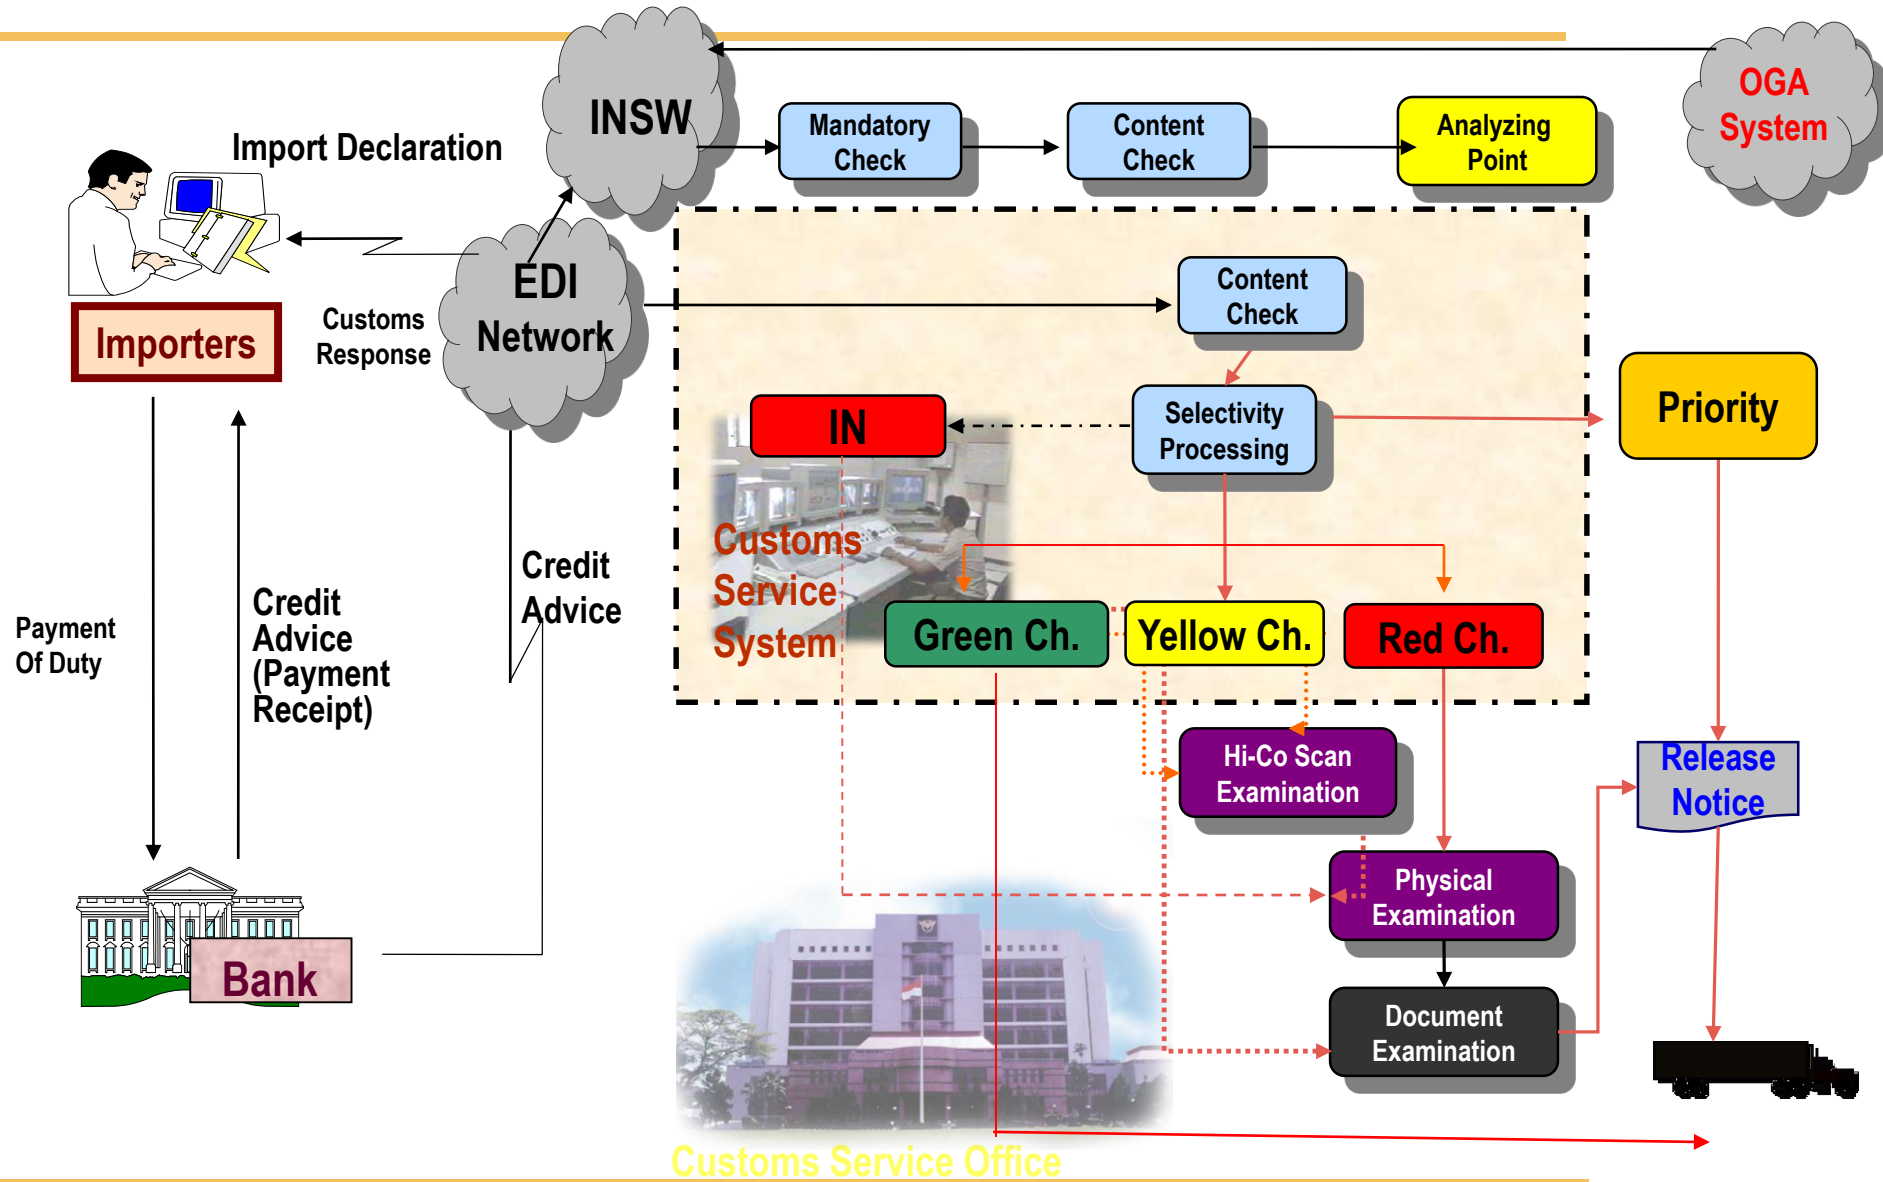 INSW
OGA
System
Mandatory
Check
Content
Check
Analyzing
Point
Import Declaration
EDI
Network
Importers
Customs
Response
Content
Check
Selectivity
Processing
IN
Priority
Customs
Service
System
Green Ch.
Yellow Ch.
Red Ch.
Credit
Advice
Payment
Of Duty
Credit
Advice
(Payment
Receipt)
Hi-Co Scan
Examination
Release
Notice
Physical
Examination
Bank
Document
Examination
Customs Service Office